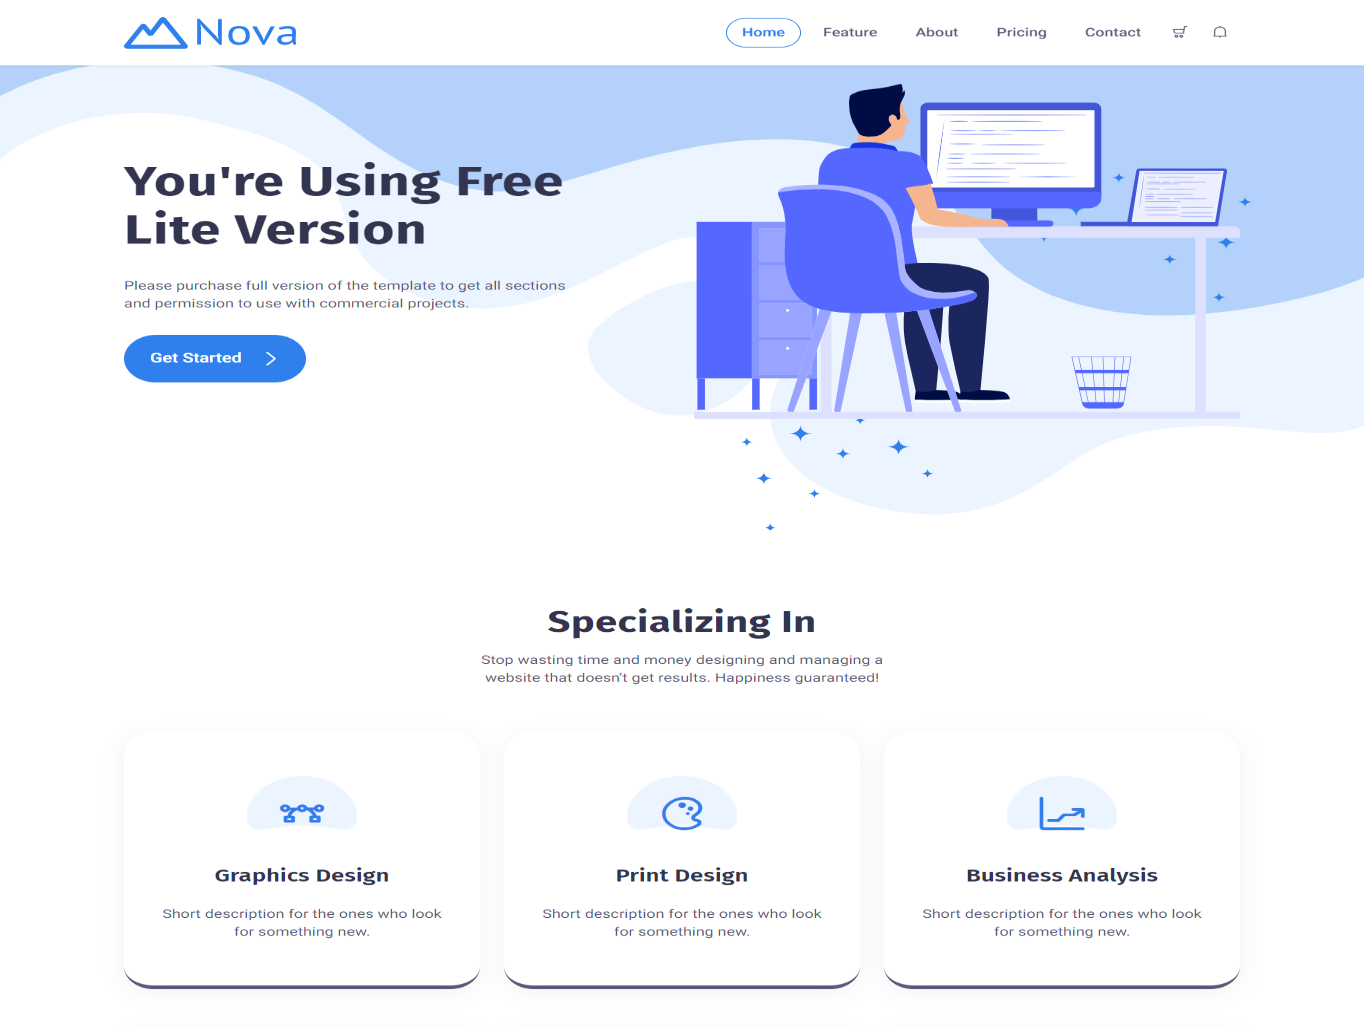 Nova
Home Feature About Pricing Contact
You're Using Free
Lite Version
Please purchase full version of the template to get all sections
and permission to use with commercial projects.
Get Started
Specializing In
Stop wasting time and money designing and managing a
website that doesn't get results. Happiness guaranteed!
Graphics Design
Short description for the ones who look
for something new.
Print Design
Short description for the ones who look
for something new.
Business Analysis
Short description for the ones who look
for something new.